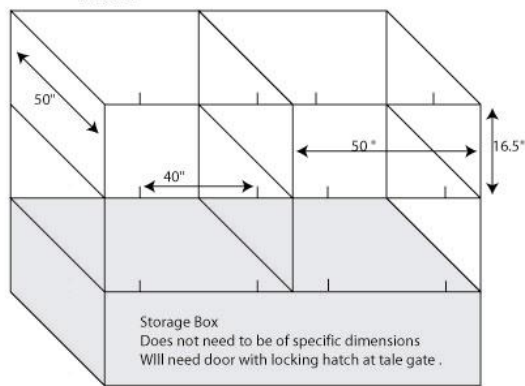 50"
50 "
16.5"
40"
Storage Box
Does not need to be of specific dimensions
WIll need door with locking hatch at tale gate .